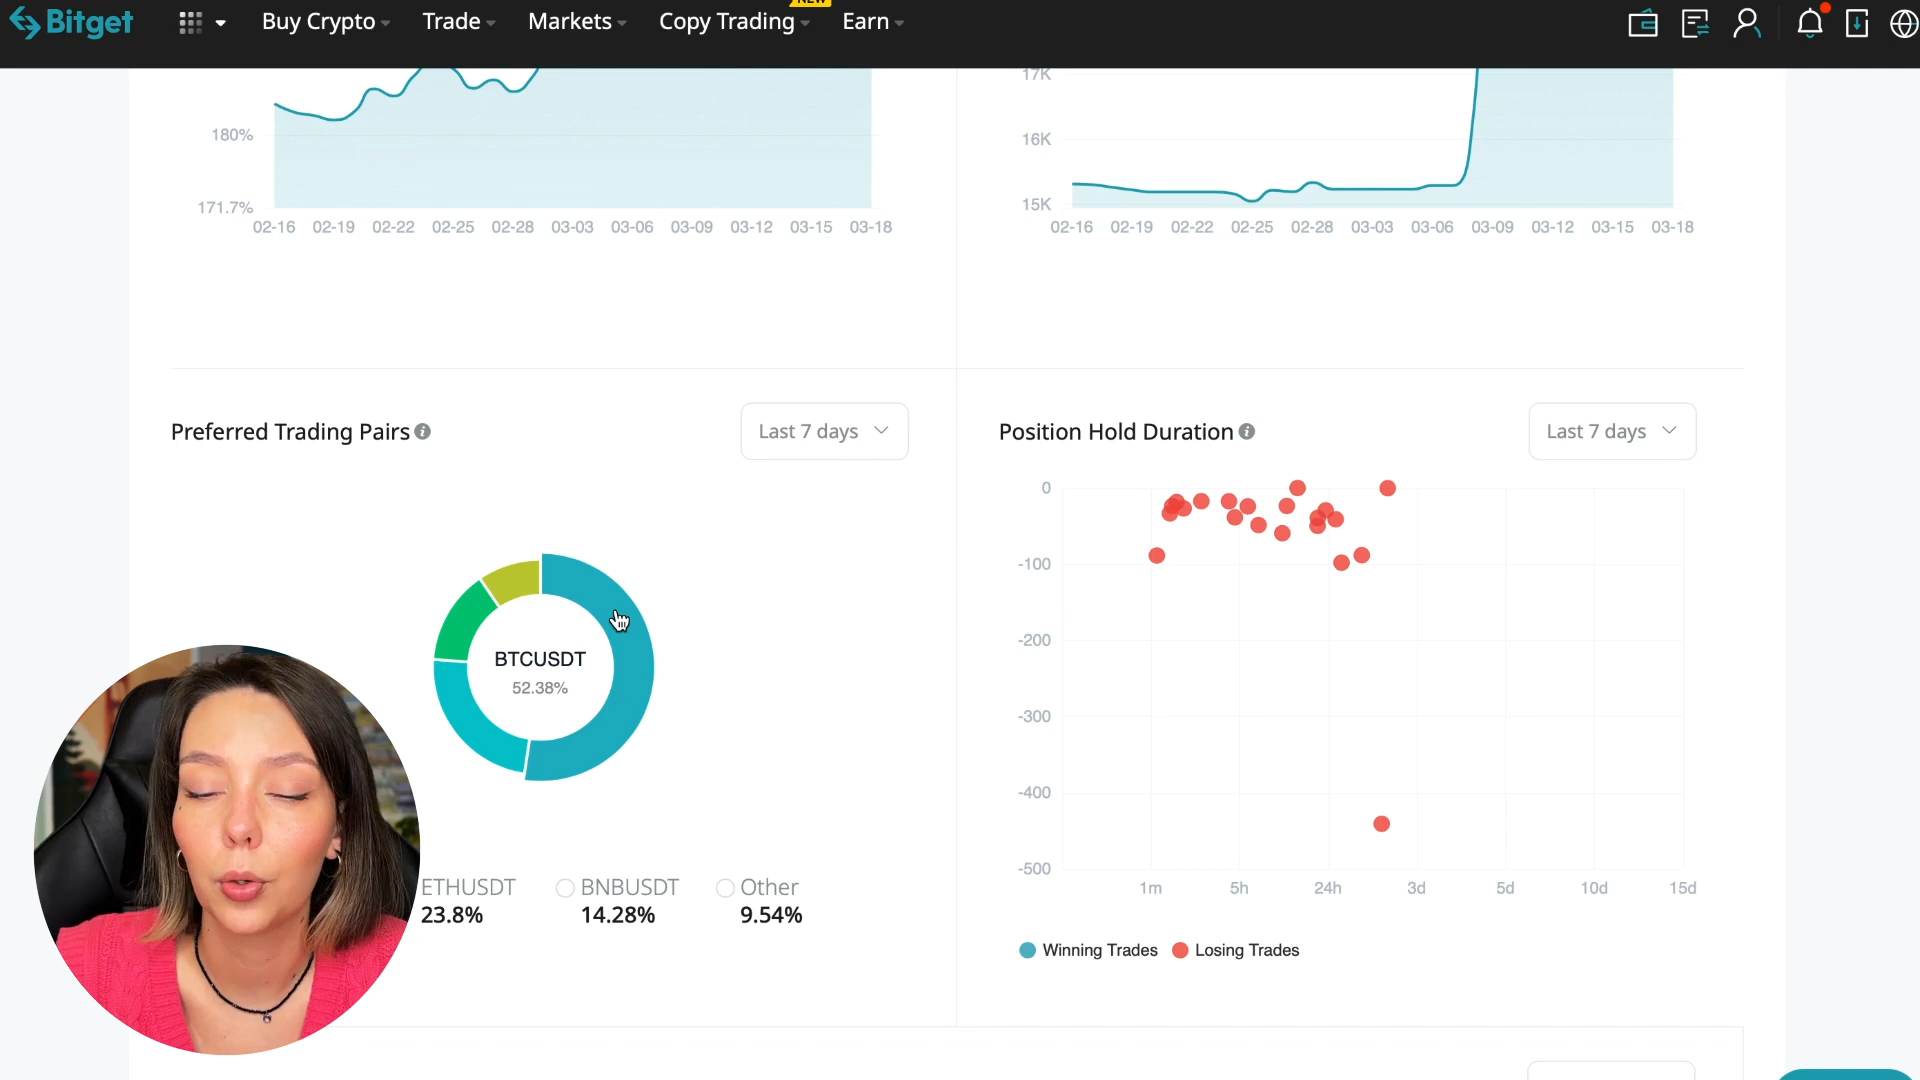 Bitget
Buy Crypto
Trade
Markets
Copy Trading
NEW
Earn
180%
171.7%
02-16 02-19 02-22 02-25 02-28 03-03 03-06 03-09 03-12 03-15 03-18
17K
16K
15K
02-16 02-19 02-22 02-25 02-28 03-03 03-06 03-09 03-12 03-15 03-18
Preferred Trading Pairs
Last 7 days
BTCUSDT
52.38%
ETHUSDT
23.8%
BNBUSDT
14.28%
Other
9.54%
Position Hold Duration
Last 7 days
0
-100
-200
-300
-400
-500
1m 5h 24h 3d 5d 10d 15d
Winning Trades
Losing Trades